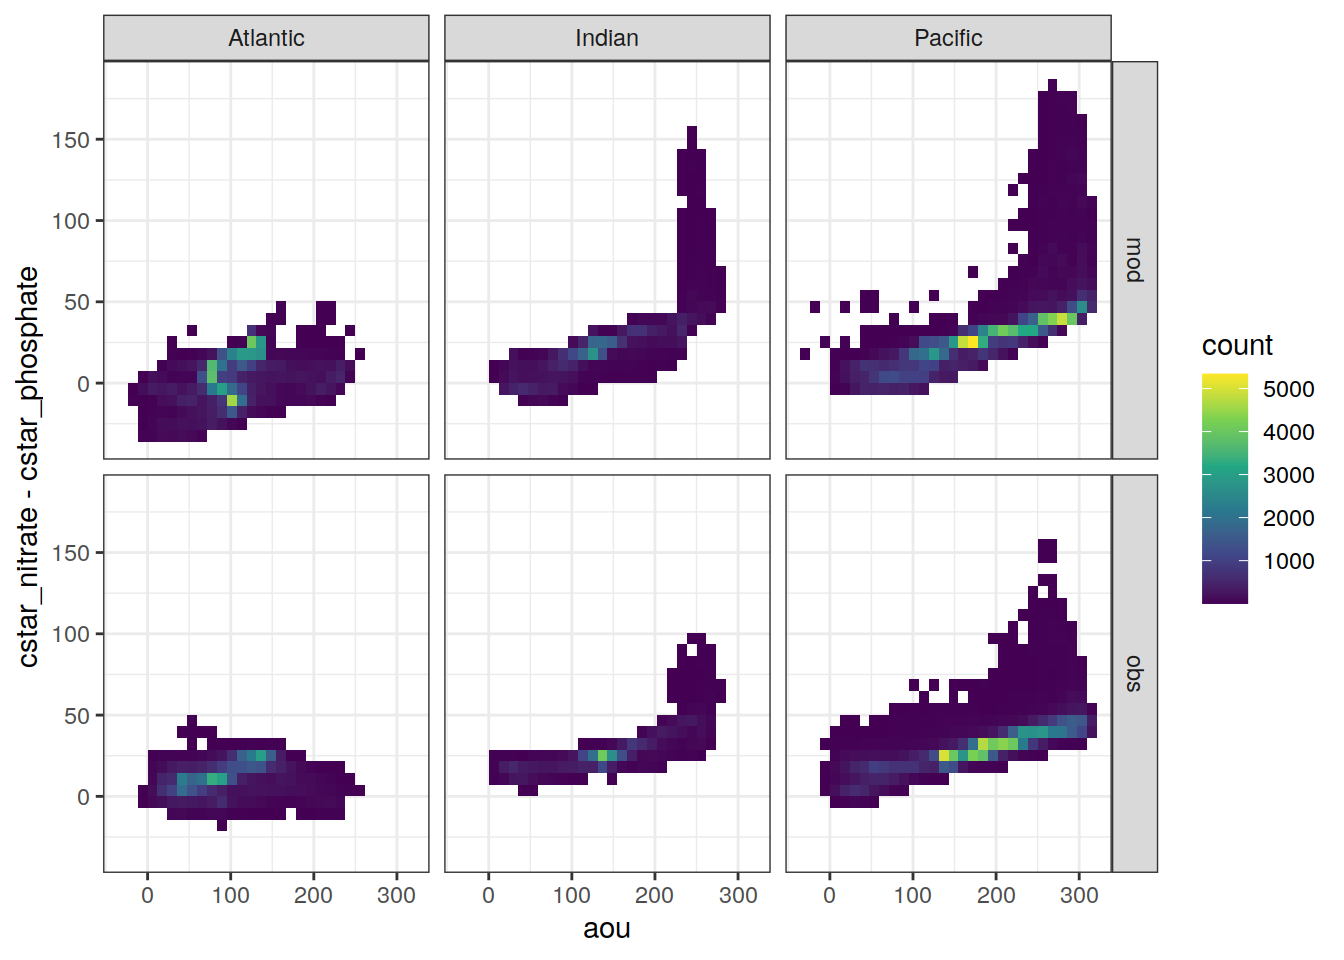 Atlantic Indian Pacific
mod
150
100
50
0
obs
150
100
50
0
0 100 200 300 0 100 200 300 0 100 200 300
aou
cstar_nitrate - cstar_phosphate
count
5000
4000
3000
2000
1000